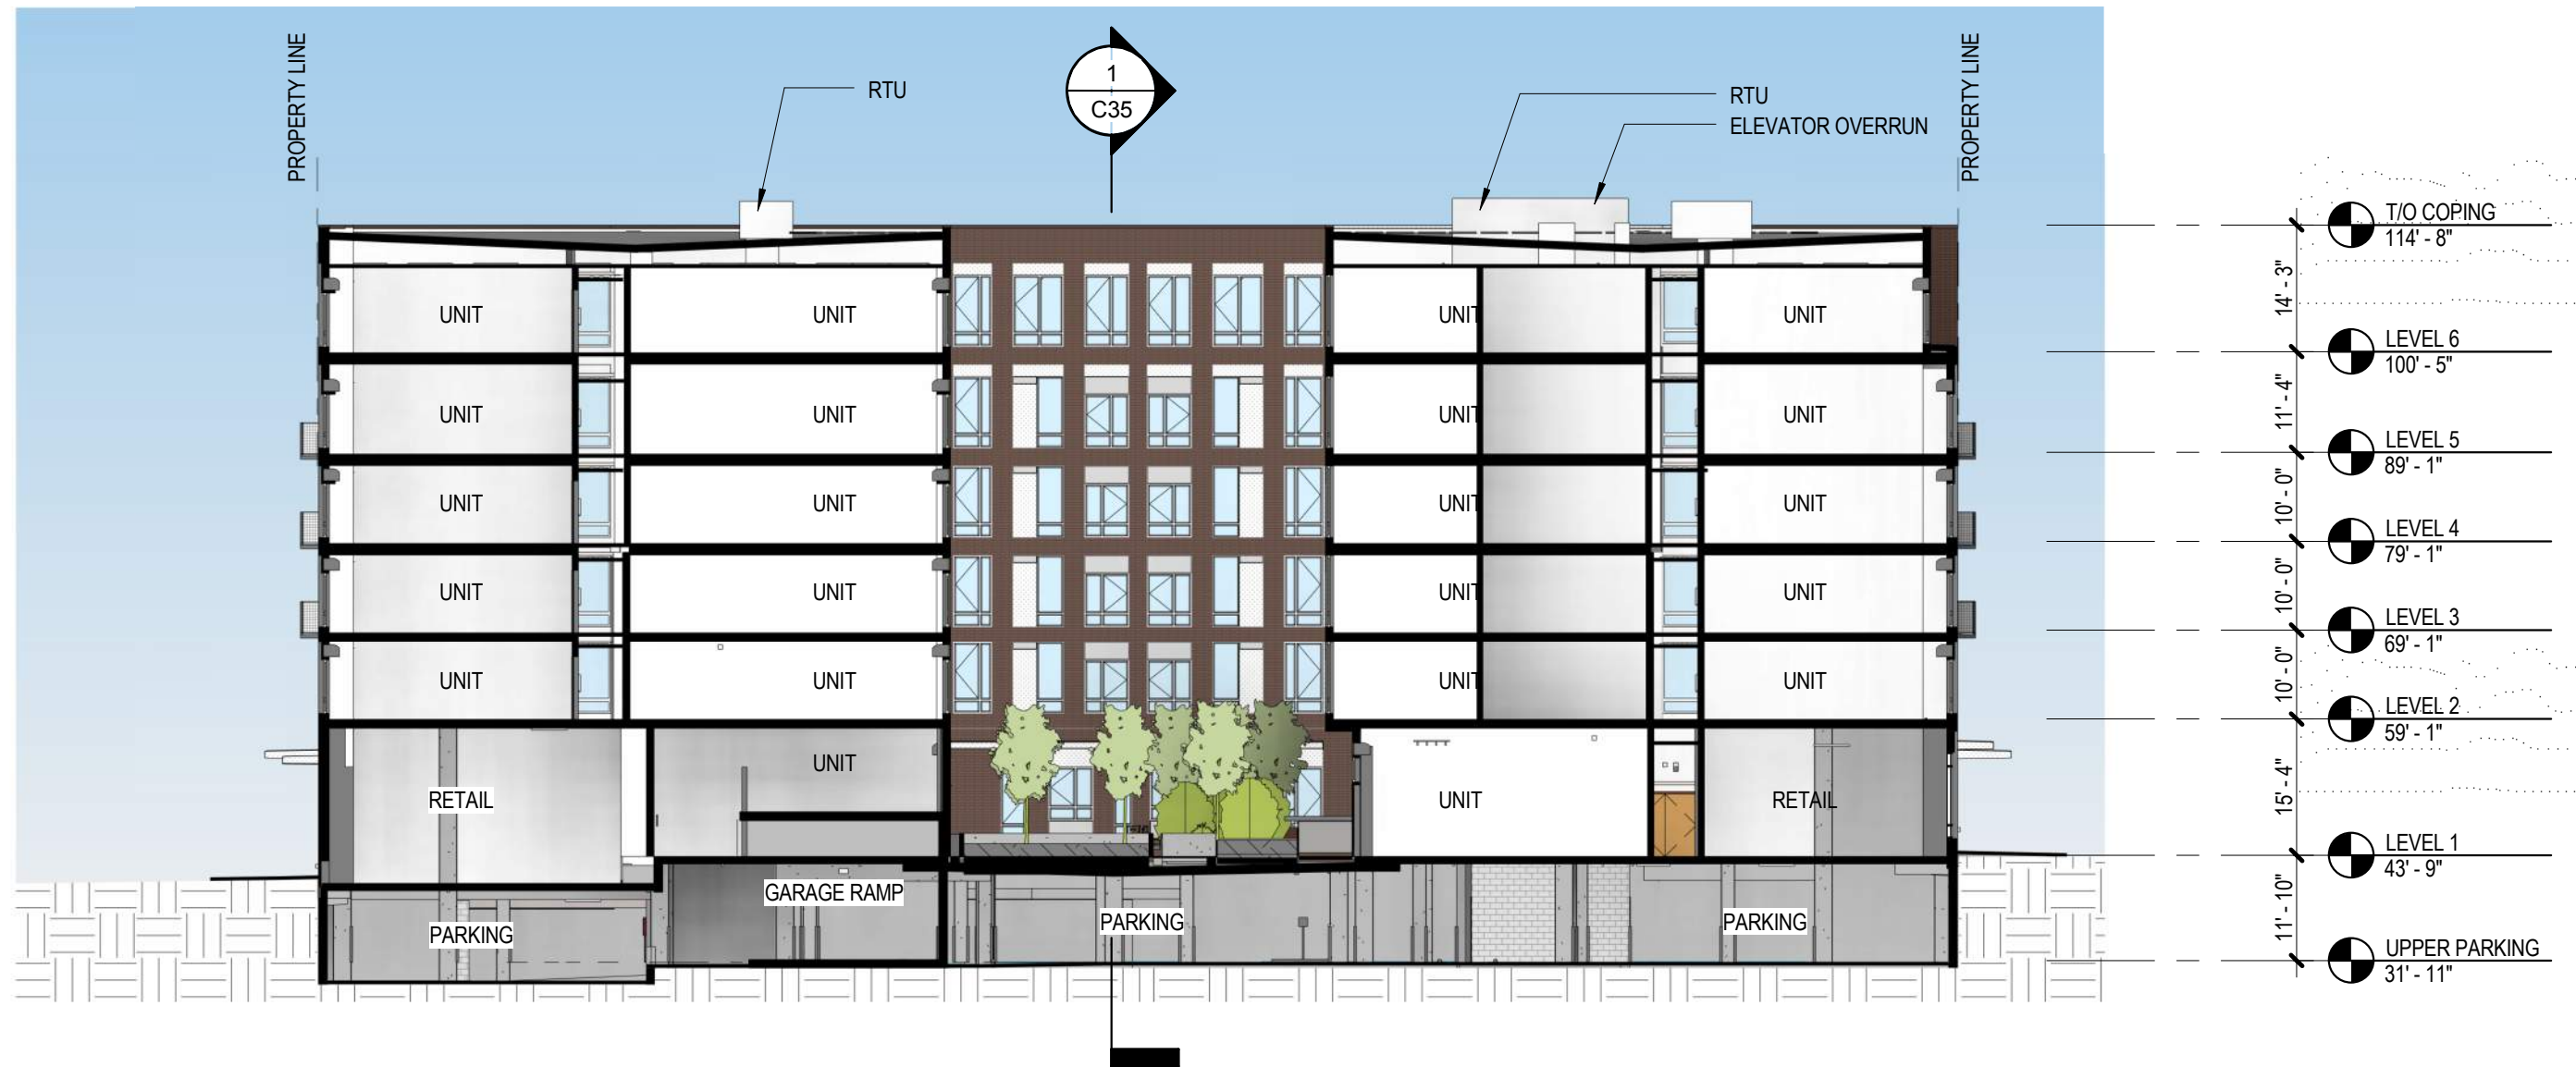 PROPERTY LINE
RTU
1
C35
RTU
ELEVATOR OVERRUN
PROPERTY LINE
T/O COPING
114' - 8"
14' - 3"
UNIT
UNIT
UNIT
UNIT
LEVEL 6
100' - 5"
11' - 4"
UNIT
UNIT
UNIT
UNIT
LEVEL 5
89' - 1"
10' - 0"
UNIT
UNIT
UNIT
UNIT
LEVEL 4
79' - 1"
10' - 0"
UNIT
UNIT
UNIT
UNIT
LEVEL 3
69' - 1"
10' - 0"
UNIT
UNIT
UNIT
UNIT
LEVEL 2
59' - 1"
15' - 4"
UNIT
RETAIL
UNIT
RETAIL
LEVEL 1
43' - 9"
11' - 10"
GARAGE RAMP
PARKING
PARKING
PARKING
UPPER PARKING
31' - 11"